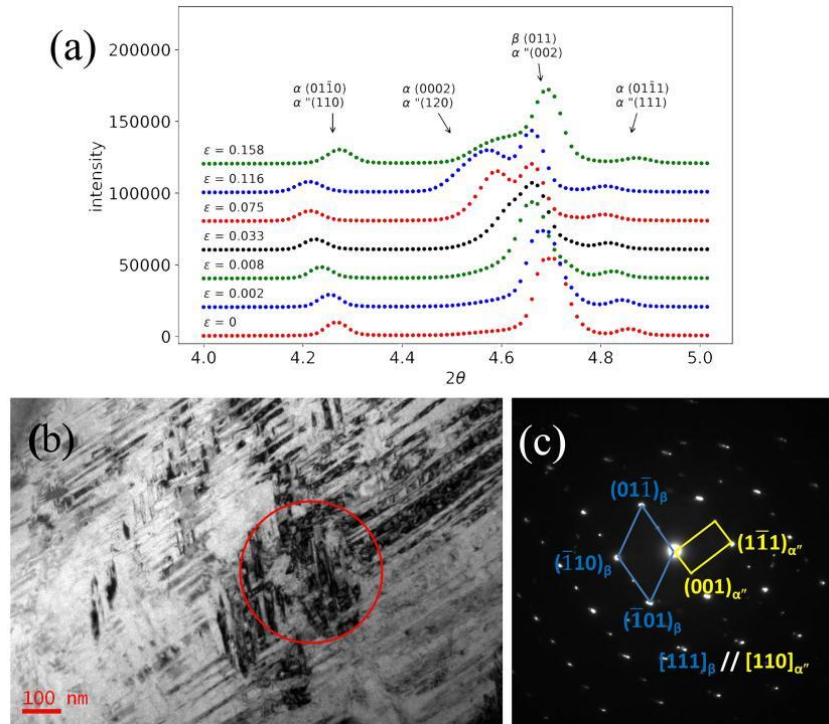 (a)
200000
150000
100000
50000
0
intensity
β (011)
α "(002)
α (011̄0)
α "(110)
α (0002)
α "(120)
α (011̄1)
α "(111)
ε = 0.158
ε = 0.116
ε = 0.075
ε = 0.033
ε = 0.008
ε = 0.002
ε = 0
4.0 4.2 4.4 4.6 4.8 5.0
2θ
(b)
100 nm
(c)
(011̄)β
(1̄10)β
(1̄01)β
(11̄1)α″
(001)α″
[111]β // [110]α″